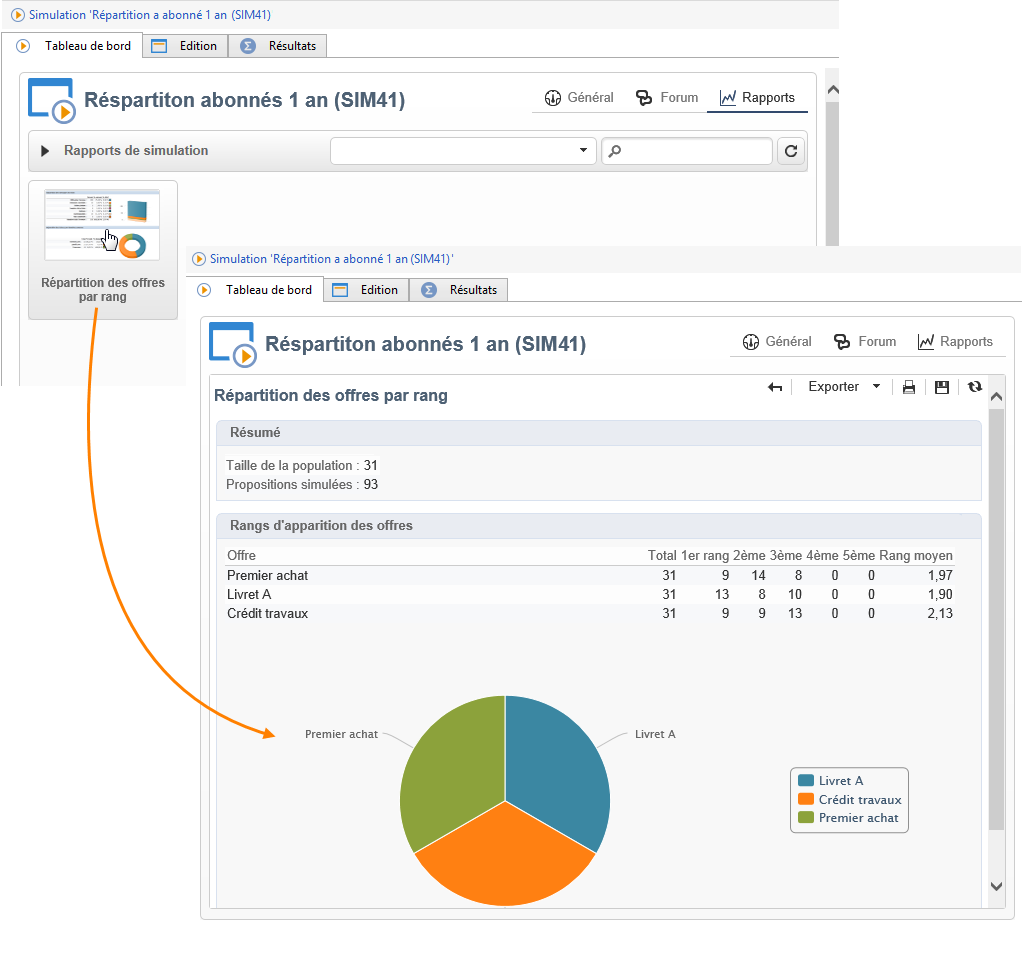 Simulation 'Répartition a abonné 1 an (SIM41)
Tableau de bord Edition Σ Résultats
Réspartiton abonnés 1 an (SIM41)
Général Forum Rapports
Rapports de simulation
Répartition des offres
par rang
Simulation 'Répartition a abonné 1 an (SIM41)'
Tableau de bord Edition Σ Résultats
Réspartiton abonnés 1 an (SIM41)
Général Forum Rapports
Répartition des offres par rang
Exporter
Résumé
Taille de la population : 31
Propositions simulées : 93
Rangs d'apparition des offres
Offre Total 1er rang 2ème 3ème 4ème 5ème Rang moyen
Premier achat 31 9 14 8 0 0 1,97
Livret A 31 13 8 10 0 0 1,90
Crédit travaux 31 9 9 13 0 0 2,13
Premier achat
Livret A
Livret A
Crédit travaux
Premier achat